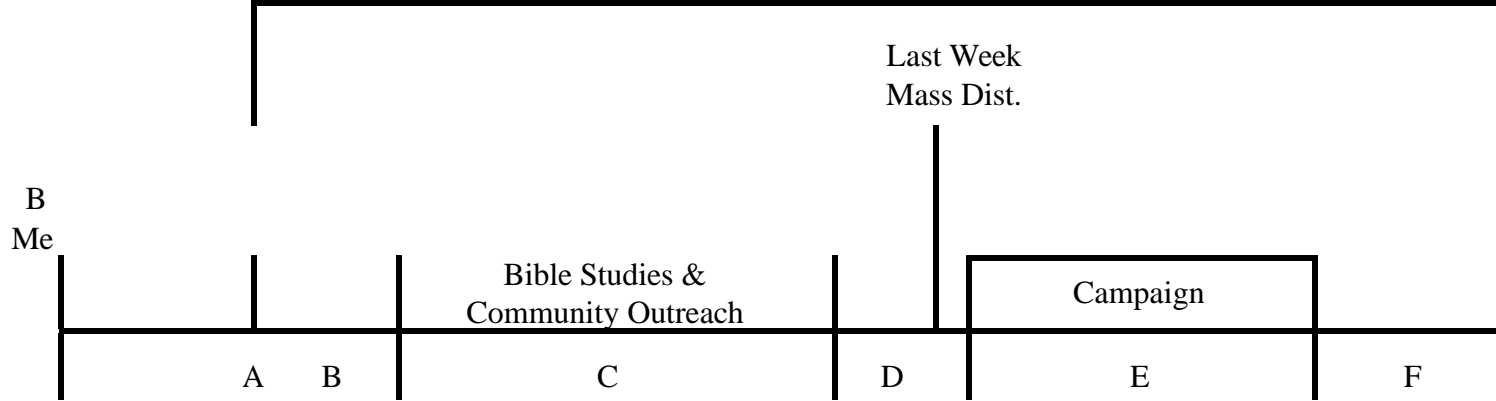 Last Week
Mass Dist.
B
Me
Bible Studies &
Community Outreach
Campaign
A B C D E F